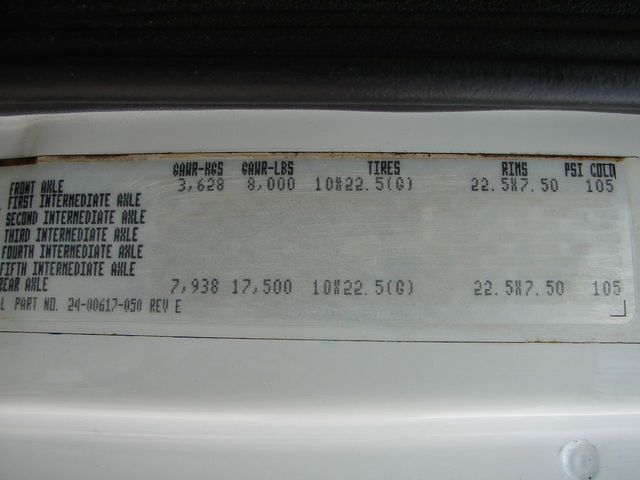 GAWR-KGS GAWR-LBS TIRES RIMS PSI COLD
FRONT AXLE 3,628 8,000 10R22.5(G) 22.5X7.50 105
FIRST INTERMEDIATE AXLE
SECOND INTERMEDIATE AXLE
THIRD INTERMEDIATE AXLE
FOURTH INTERMEDIATE AXLE
FIFTH INTERMEDIATE AXLE
REAR AXLE 7,938 17,500 10R22.5(G) 22.5X7.50 105
L PART NO. 24-00617-050 REV E